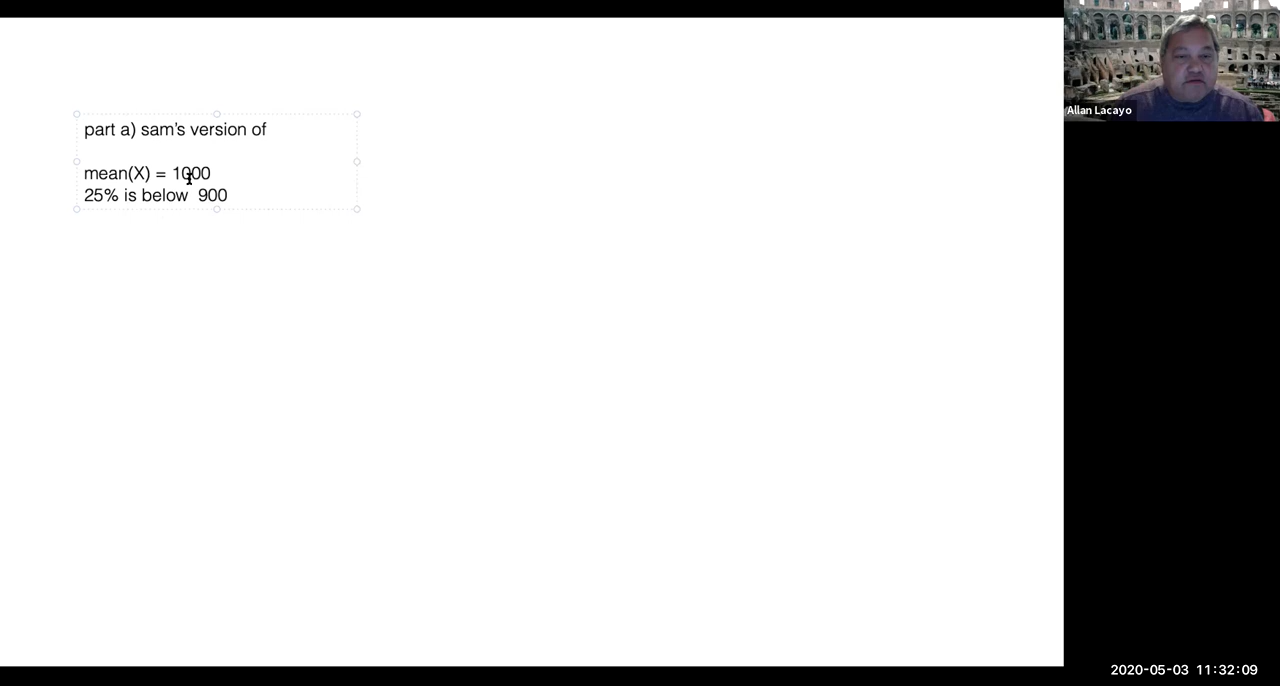 part a) sam's version of
mean(X) = 1000
25% is below 900
Allan Lacayo
2020-05-03 11:32:09